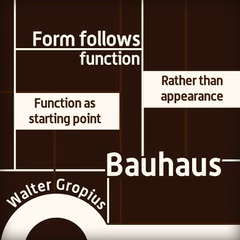 Form follows
function
Rather than
appearance
Function as
starting point
Bauhaus
Walter Gropius